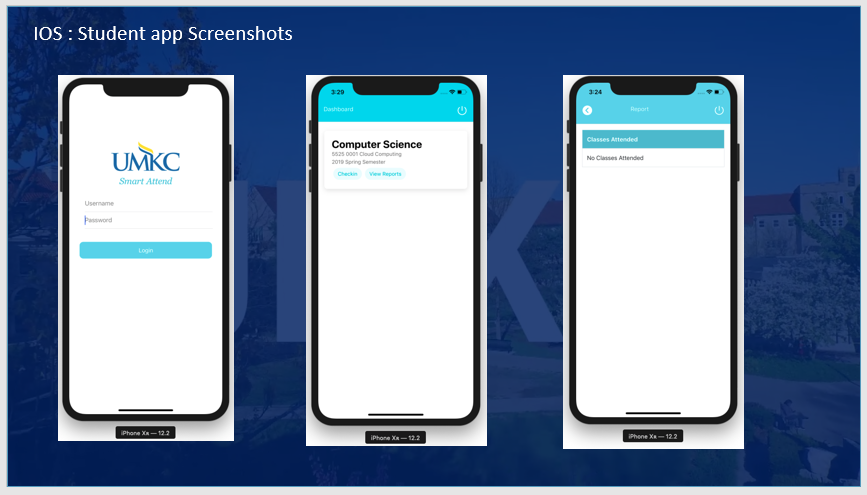 IOS : Student app Screenshots
UMKC
Smart Attend
Username
Password
Login
iPhone Xʀ — 12.2
3:29
Dashboard
Computer Science
5525 0001 Cloud Computing
2019 Spring Semester
Checkin View Reports
iPhone Xʀ — 12.2
3:24
Report
Classes Attended
No Classes Attended
iPhone Xʀ — 12.2